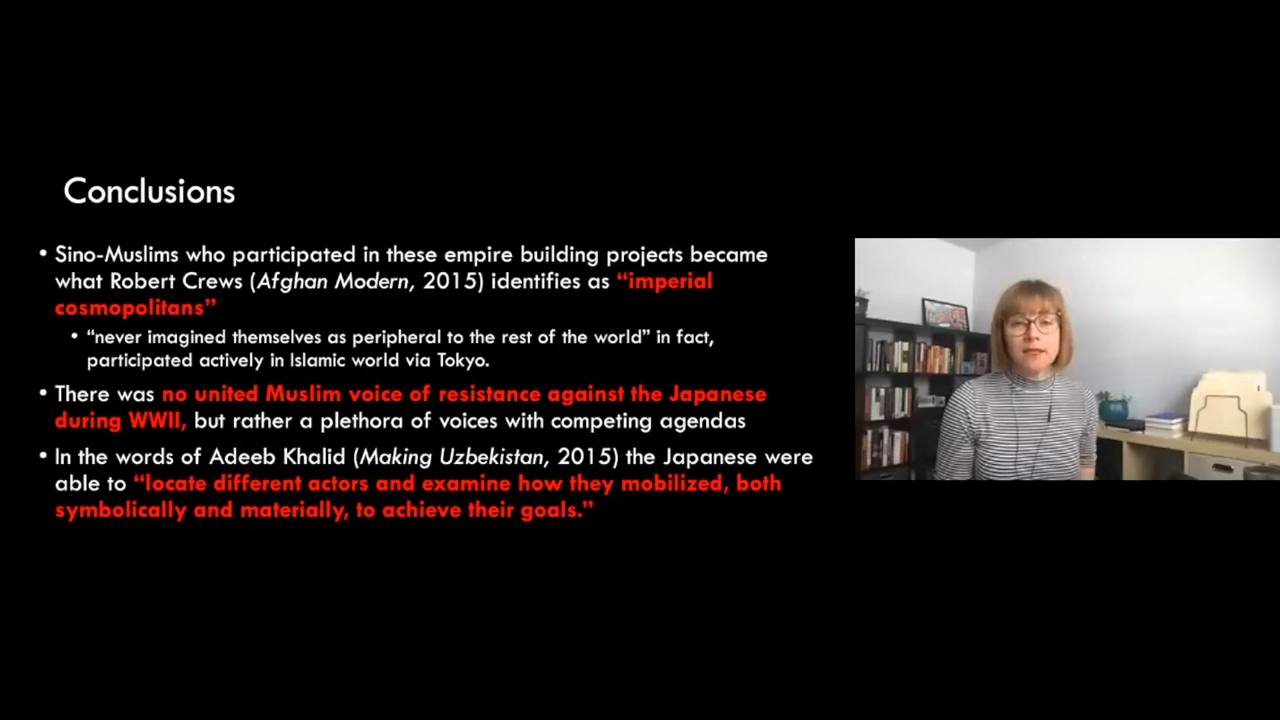 Conclusions
• Sino-Muslims who participated in these empire building projects became
what Robert Crews (Afghan Modern, 2015) identifies as “imperial
cosmopolitans”
• “never imagined themselves as peripheral to the rest of the world” in fact,
participated actively in Islamic world via Tokyo.
• There was no united Muslim voice of resistance against the Japanese
during WWII, but rather a plethora of voices with competing agendas
• In the words of Adeeb Khalid (Making Uzbekistan, 2015) the Japanese were
able to “locate different actors and examine how they mobilized, both
symbolically and materially, to achieve their goals.”